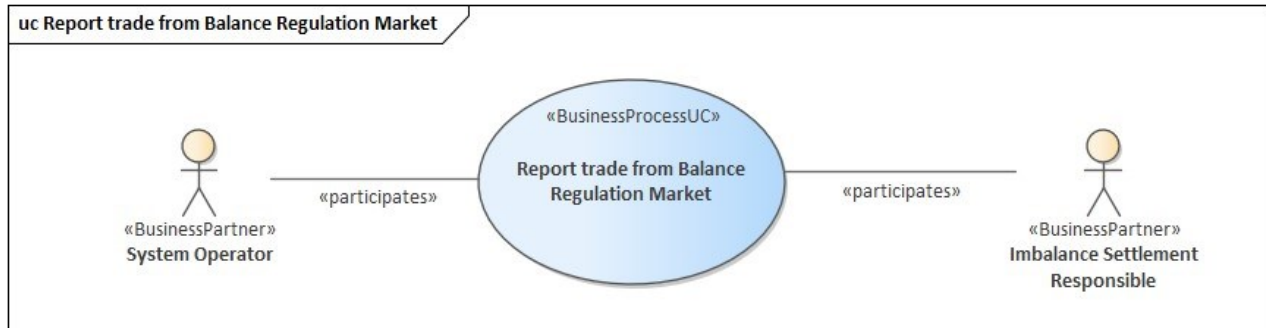 uc Report trade from Balance Regulation Market
«BusinessProcessUC»
Report trade from Balance
Regulation Market
«participates»
«participates»
«BusinessPartner»
System Operator
«BusinessPartner»
Imbalance Settlement
Responsible